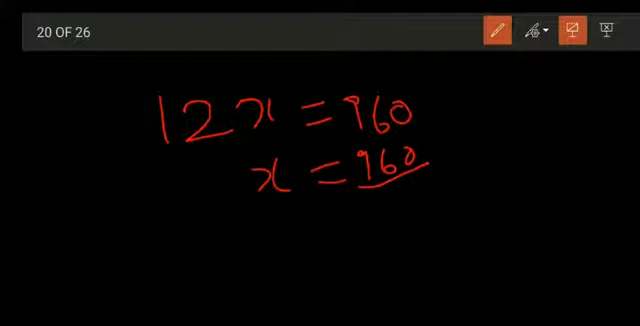 20 OF 26
12x = 960
x = 960